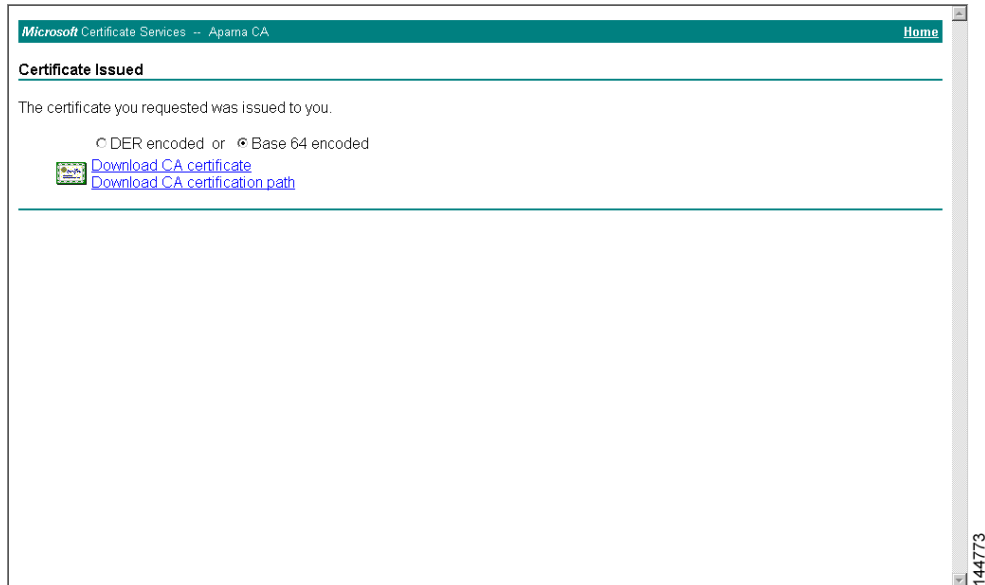 Microsoft Certificate Services -- Aparna CA Home
Certificate Issued
The certificate you requested was issued to you.
DER encoded or Base 64 encoded
Download CA certificate
Download CA certification path
144773